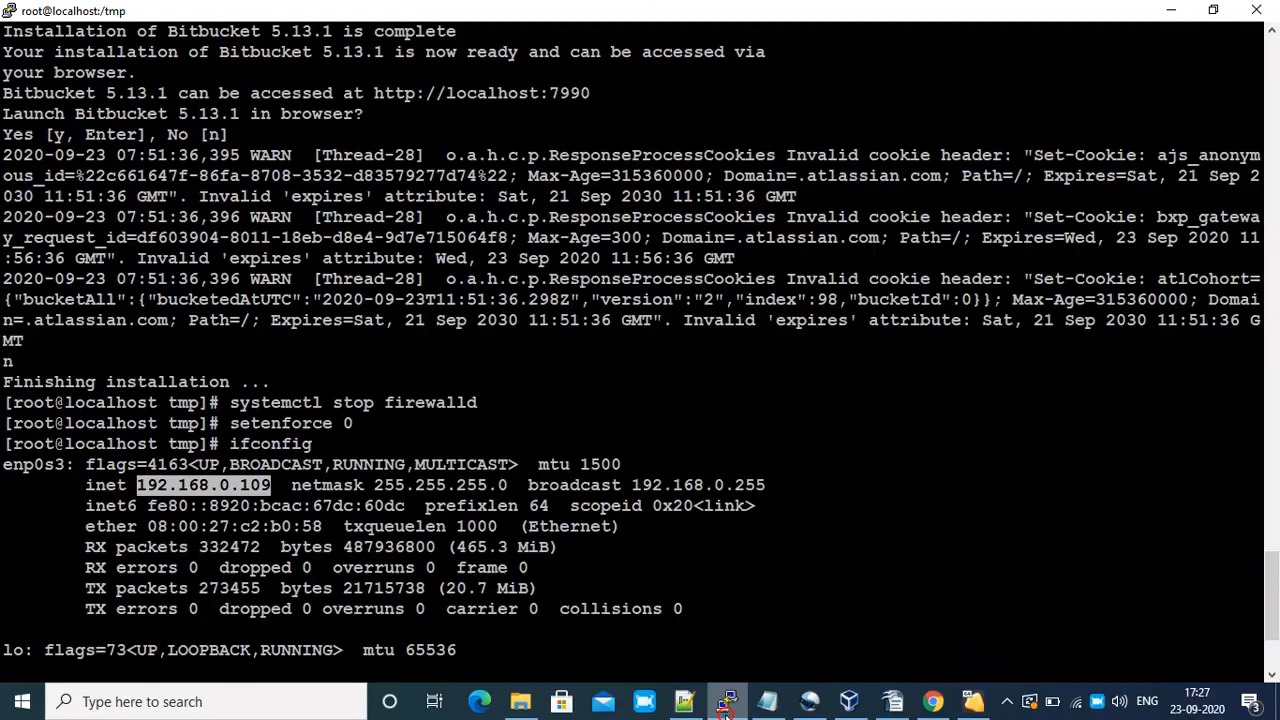 root@localhost:/tmp
Installation of Bitbucket 5.13.1 is complete
Your installation of Bitbucket 5.13.1 is now ready and can be accessed via
your browser.
Bitbucket 5.13.1 can be accessed at http://localhost:7990
Launch Bitbucket 5.13.1 in browser?
Yes [y, Enter], No [n]
2020-09-23 07:51:36,395 WARN  [Thread-28]  o.a.h.c.p.ResponseProcessCookies Invalid cookie header: "Set-Cookie: ajs_anonym
ous_id=%22c661647f-86fa-8708-3532-d83579277d74%22; Max-Age=315360000; Domain=.atlassian.com; Path=/; Expires=Sat, 21 Sep 2
030 11:51:36 GMT". Invalid 'expires' attribute: Sat, 21 Sep 2030 11:51:36 GMT
2020-09-23 07:51:36,396 WARN  [Thread-28]  o.a.h.c.p.ResponseProcessCookies Invalid cookie header: "Set-Cookie: bxp_gatewa
y_request_id=df603904-8011-18eb-d8e4-9d7e715064f8; Max-Age=300; Domain=.atlassian.com; Path=/; Expires=Wed, 23 Sep 2020 11
:56:36 GMT". Invalid 'expires' attribute: Wed, 23 Sep 2020 11:56:36 GMT
2020-09-23 07:51:36,396 WARN  [Thread-28]  o.a.h.c.p.ResponseProcessCookies Invalid cookie header: "Set-Cookie: atlCohort=
{"bucketAll":{"bucketedAtUTC":"2020-09-23T11:51:36.298Z","version":"2","index":98,"bucketId":0}}; Max-Age=315360000; Domai
n=.atlassian.com; Path=/; Expires=Sat, 21 Sep 2030 11:51:36 GMT". Invalid 'expires' attribute: Sat, 21 Sep 2030 11:51:36 G
MT
n
Finishing installation ...
[root@localhost tmp]# systemctl stop firewalld
[root@localhost tmp]# setenforce 0
[root@localhost tmp]# ifconfig
enp0s3: flags=4163<UP,BROADCAST,RUNNING,MULTICAST>  mtu 1500
        inet 192.168.0.109  netmask 255.255.255.0  broadcast 192.168.0.255
        inet6 fe80::8920:bcac:67dc:60dc  prefixlen 64  scopeid 0x20<link>
        ether 08:00:27:c2:b0:58  txqueuelen 1000  (Ethernet)
        RX packets 332472  bytes 487936800 (465.3 MiB)
        RX errors 0  dropped 0  overruns 0  frame 0
        TX packets 273455  bytes 21715738 (20.7 MiB)
        TX errors 0  dropped 0 overruns 0  carrier 0  collisions 0
lo: flags=73<UP,LOOPBACK,RUNNING>  mtu 65536
Type here to search
ENG
17:27
23-09-2020
3